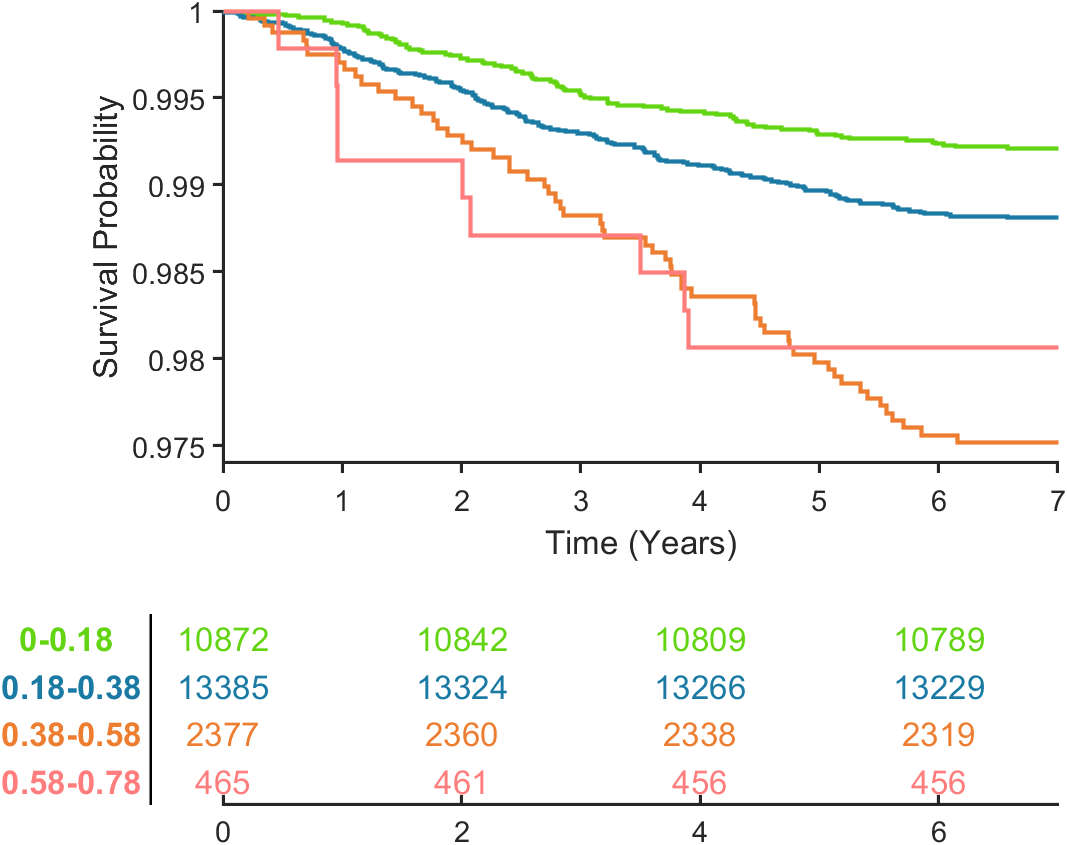 1
0.995
0.99
0.985
0.98
0.975
Survival Probability
0 1 2 3 4 5 6 7
Time (Years)
0-0.18 10872 10842 10809 10789
0.18-0.38 13385 13324 13266 13229
0.38-0.58 2377 2360 2338 2319
0.58-0.78 465 461 456 456
0 2 4 6